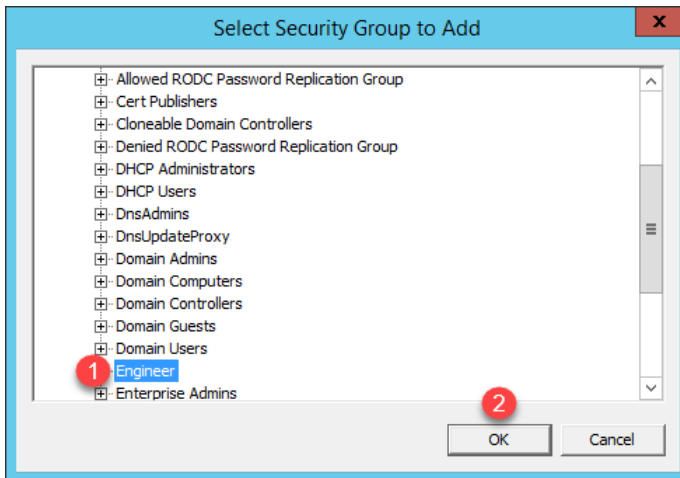 Select Security Group to Add
x
Allowed RODC Password Replication Group
Cert Publishers
Cloneable Domain Controllers
Denied RODC Password Replication Group
DHCP Administrators
DHCP Users
DnsAdmins
DnsUpdateProxy
Domain Admins
Domain Computers
Domain Controllers
Domain Guests
Domain Users
1 Engineer
Enterprise Admins
2
OK Cancel